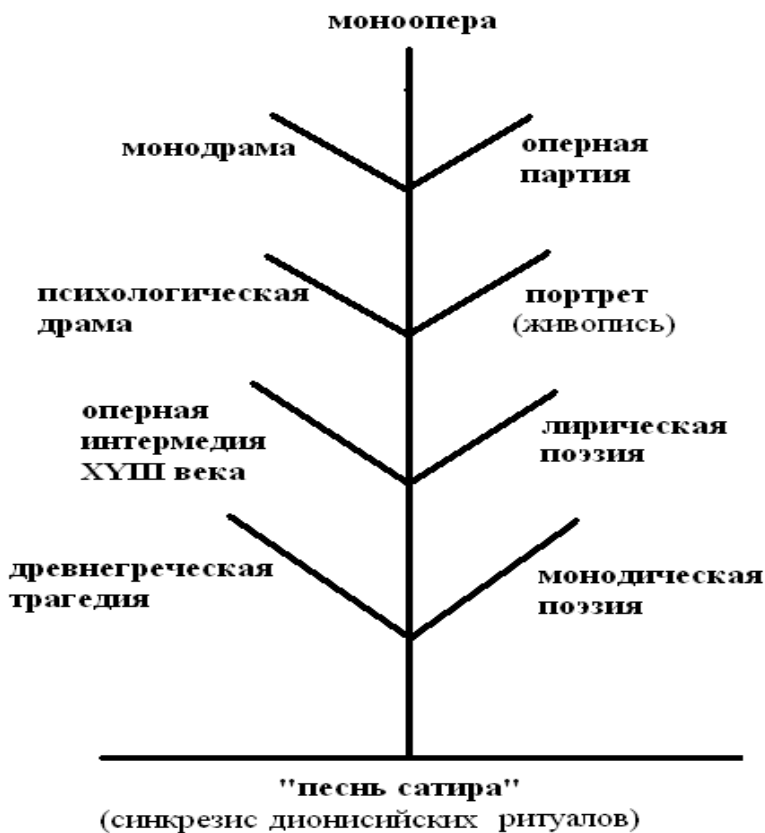 моноопера
монодрама
оперная
партия
психологическая
драма
портрет
(живопись)
оперная
интермедия
XYIII века
лирическая
поэзия
древнегреческая
трагедия
монодическая
поэзия
"песнь сатира"
(синкрезис дионисийских ритуалов)